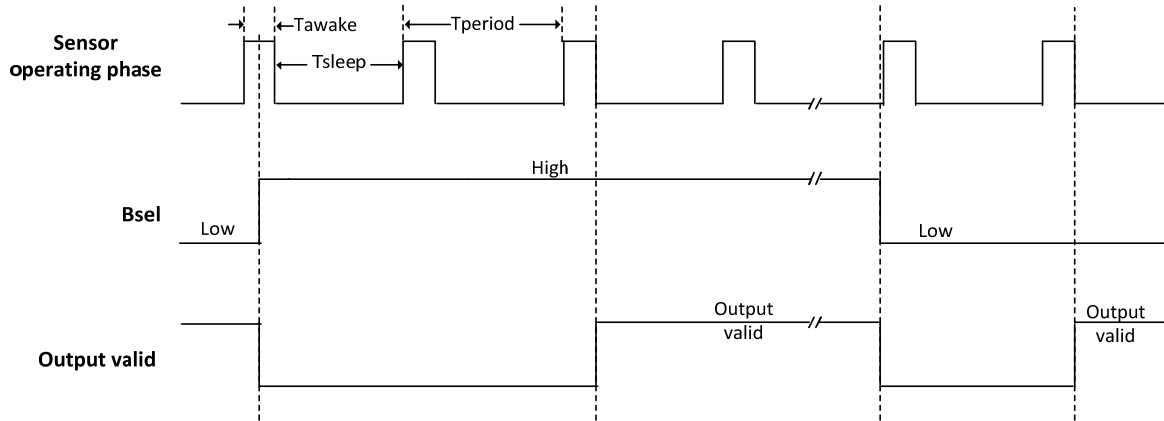 Tawake
Tperiod
Sensor
operating phase
Tsleep
High
Bsel
Low
Low
Output
valid
Output
valid
Output valid